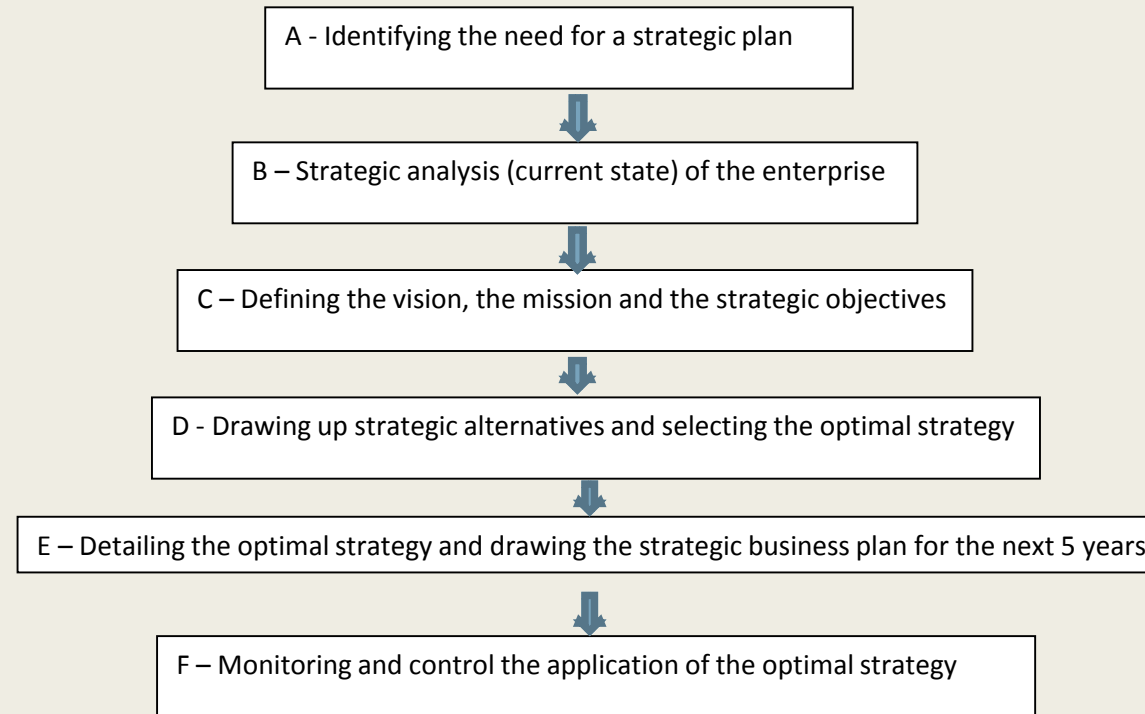 A - Identifying the need for a strategic plan
B – Strategic analysis (current state) of the enterprise
C – Defining the vision, the mission and the strategic objectives
D - Drawing up strategic alternatives and selecting the optimal strategy
E – Detailing the optimal strategy and drawing the strategic business plan for the next 5 years
F – Monitoring and control the application of the optimal strategy